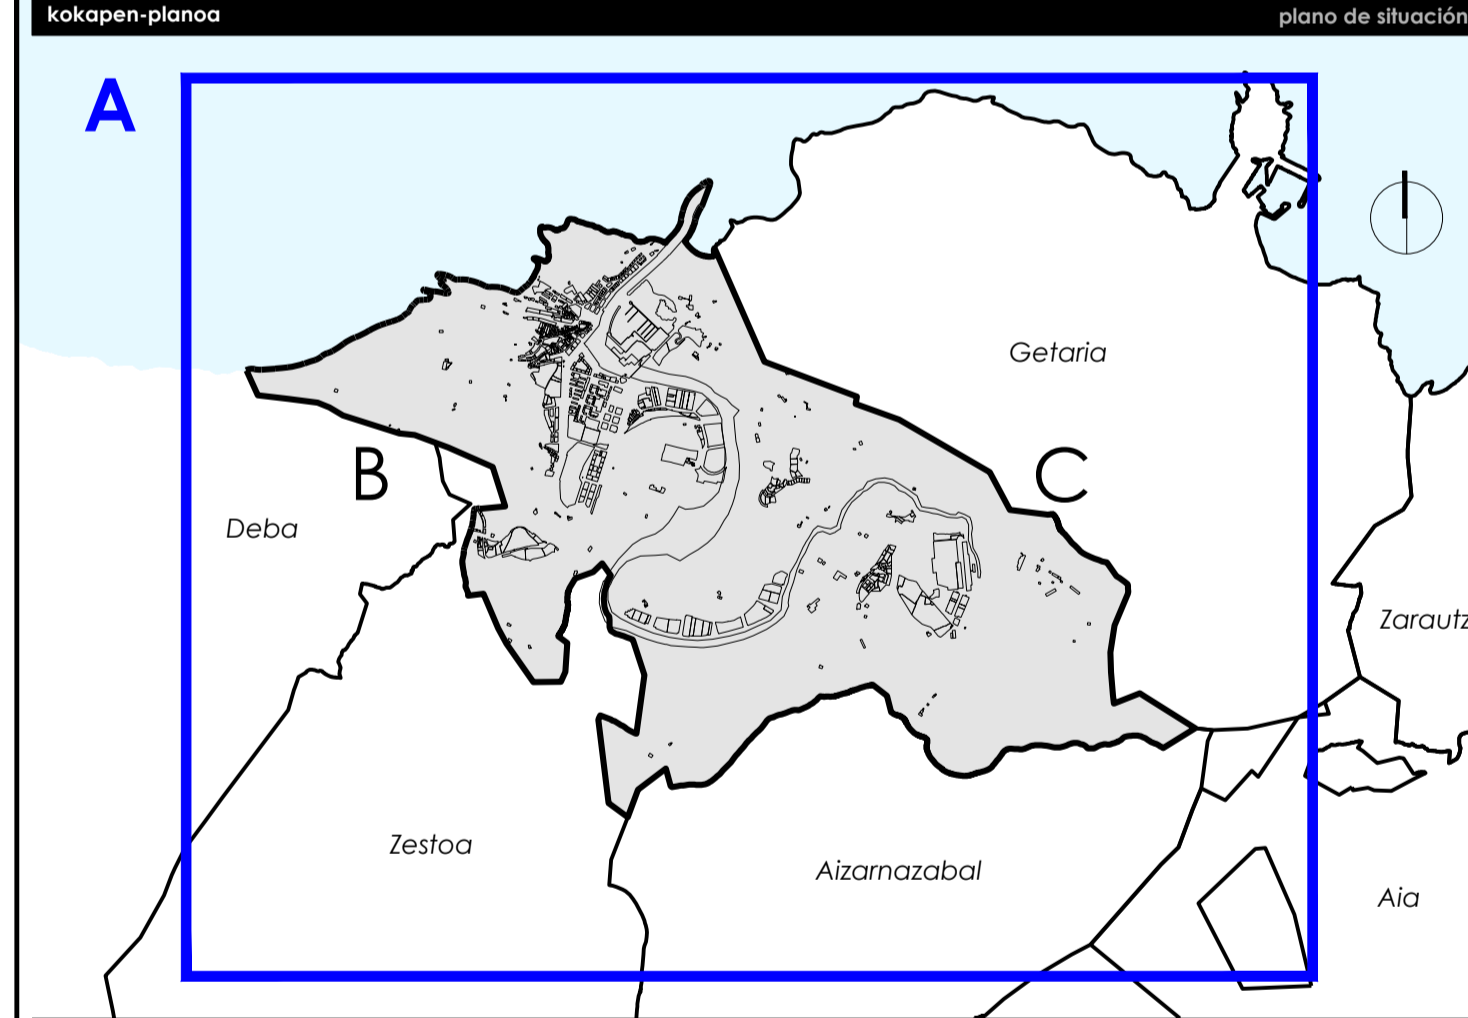 kokapen-planoa
plano de situación
A
Getaria
B
C
Deba
Zarautz
Zestoa
Aizarnazabal
Aia